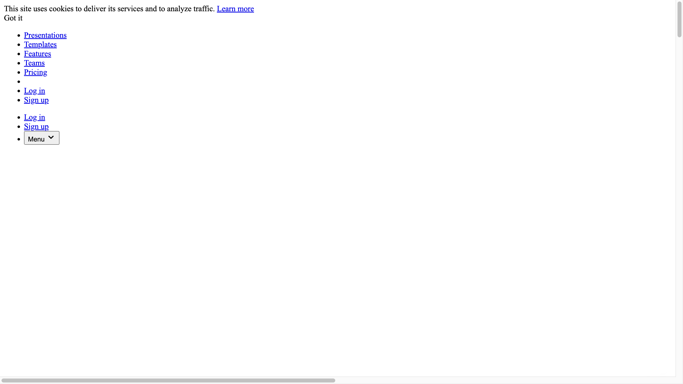 This site uses cookies to deliver its services and to analyze traffic. Learn more
Got it
Presentations
Templates
Features
Teams
Pricing
Log in
Sign up
Log in
Sign up
Menu